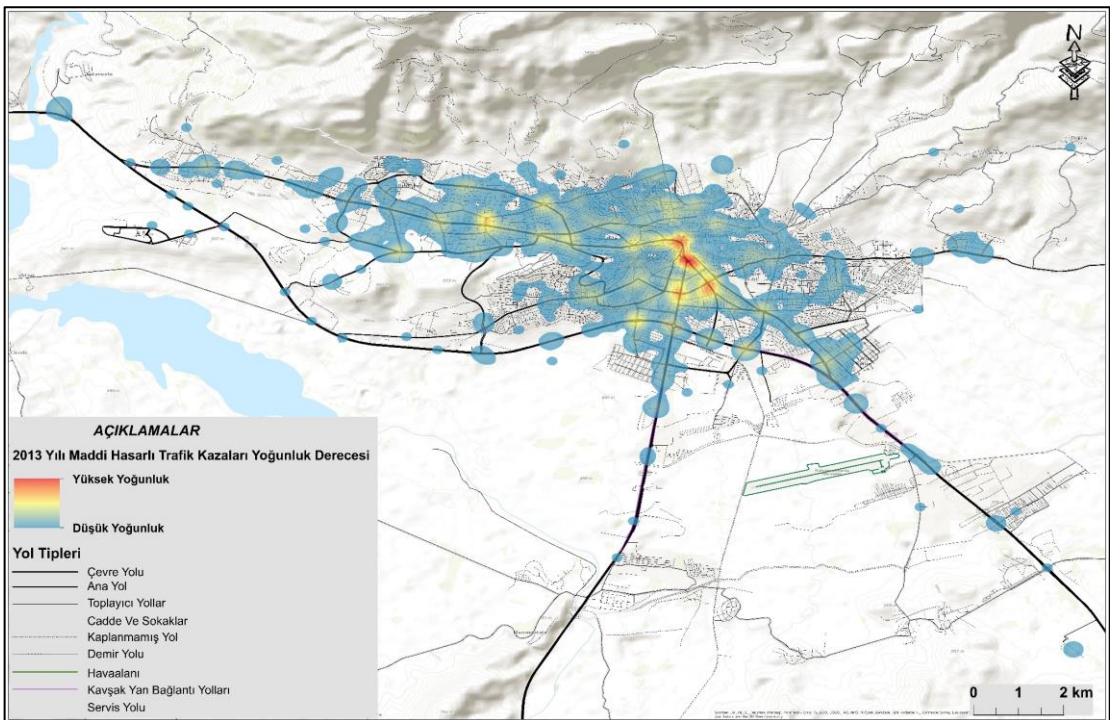 N
AÇIKLAMALAR
2013 Yılı Maddi Hasarlı Trafik Kazaları Yoğunluk Derecesi
Yüksek Yoğunluk
Düşük Yoğunluk
Yol Tipleri
Çevre Yolu
Ana Yol
Toplayıcı Yollar
Cadde Ve Sokaklar
Kaplanmamış Yol
Demir Yolu
Havaalanı
Kavşak Yan Bağlantı Yolları
Servis Yolu
0 1 2 km